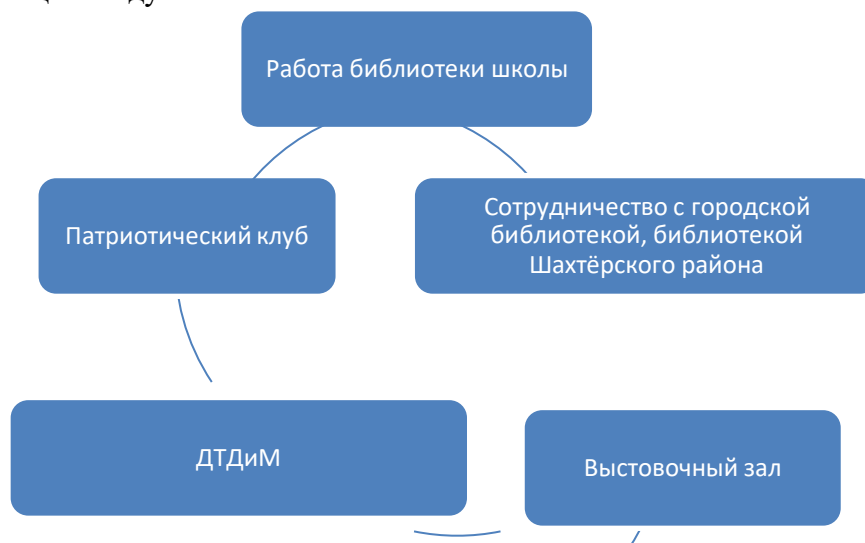 Работа библиотеки школы
Патриотический клуб
Сотрудничество с городской
библиотекой, библиотекой
Шахтёрского района
ДТДиМ
Выстовочный зал